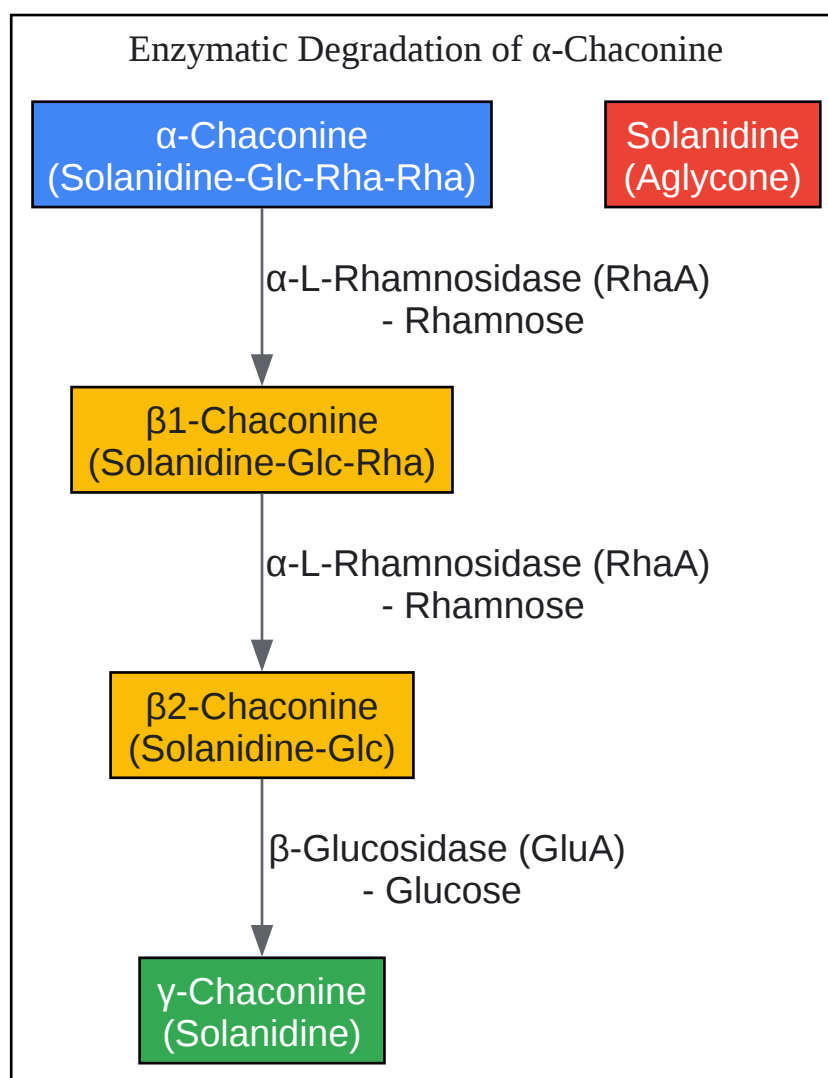 Enzymatic Degradation of α-Chaconine
α-Chaconine
(Solanidine-Glc-Rha-Rha)
Solanidine
(Aglycone)
α-L-Rhamnosidase (RhaA)
- Rhamnose
β1-Chaconine
(Solanidine-Glc-Rha)
α-L-Rhamnosidase (RhaA)
- Rhamnose
β2-Chaconine
(Solanidine-Glc)
β-Glucosidase (GluA)
- Glucose
γ-Chaconine
(Solanidine)